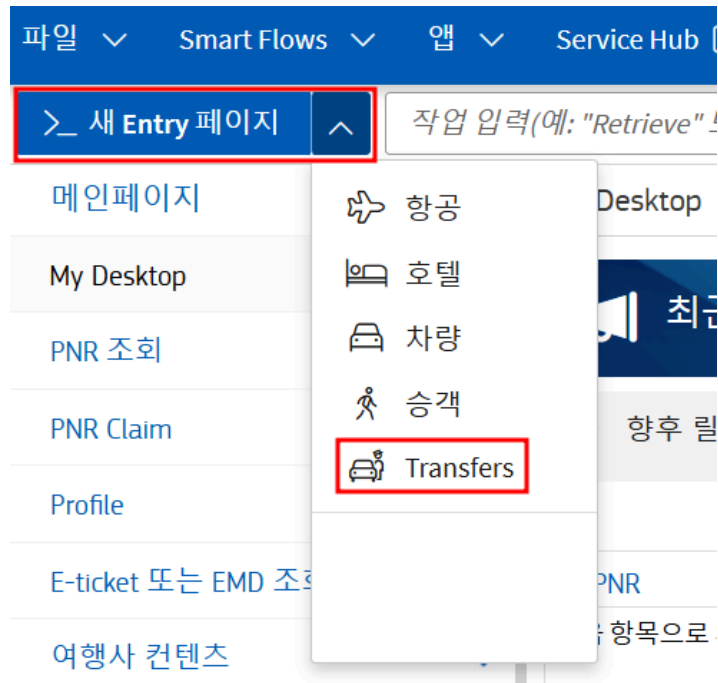 파일 Smart Flows 앱 Service Hub
>_ 새 Entry 페이지 작업 입력(예: "Retrieve"
메인페이지
My Desktop
PNR 조회
PNR Claim
Profile
E-ticket 또는 EMD
여행사 컨텐츠
항공
호텔
차량
승객
Transfers
Desktop
향후
PNR
항목으로